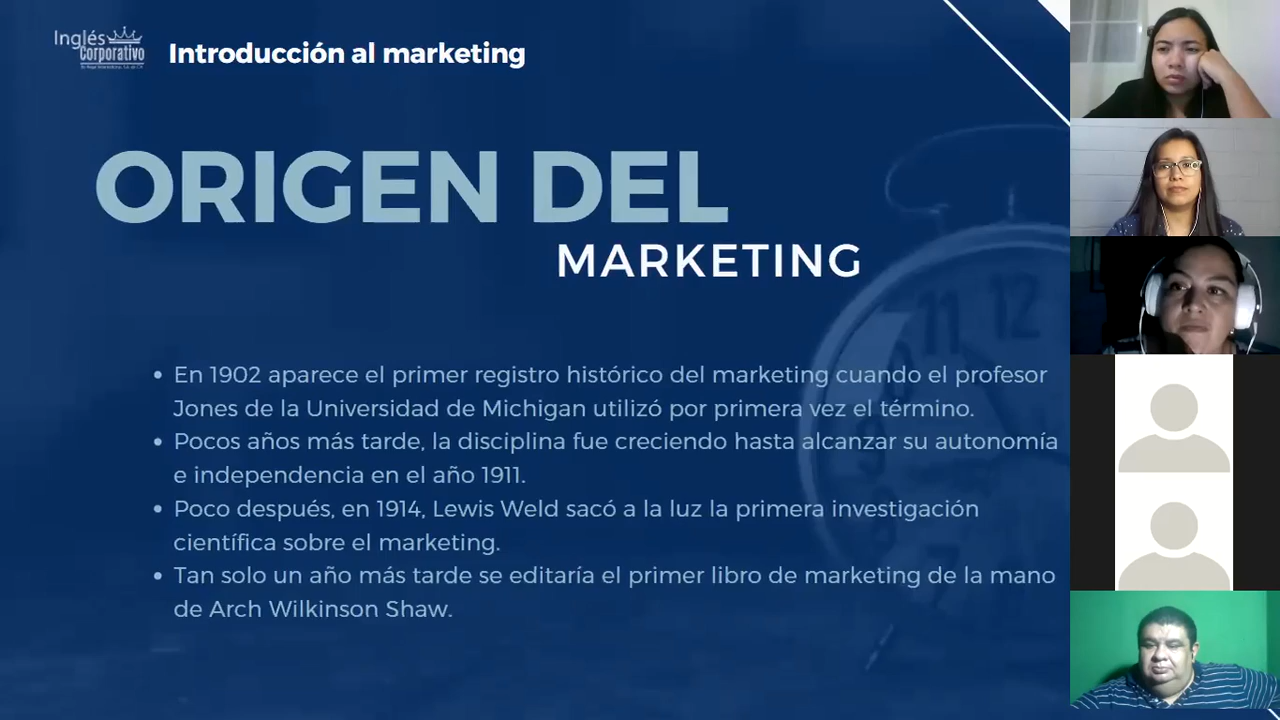 Inglés
Corporativo
Introducción al marketing
ORIGEN DEL
MARKETING
11 12
• En 1902 aparece el primer registro histórico del marketing cuando el profesor
Jones de la Universidad de Michigan utilizó por primera vez el término.
• Pocos años más tarde, la disciplina fue creciendo hasta alcanzar su autonomía
e independencia en el año 1911.
• Poco después, en 1914, Lewis Weld sacó a la luz la primera investigación
científica sobre el marketing.
• Tan solo un año más tarde se editaría el primer libro de marketing de la mano
de Arch Wilkinson Shaw.